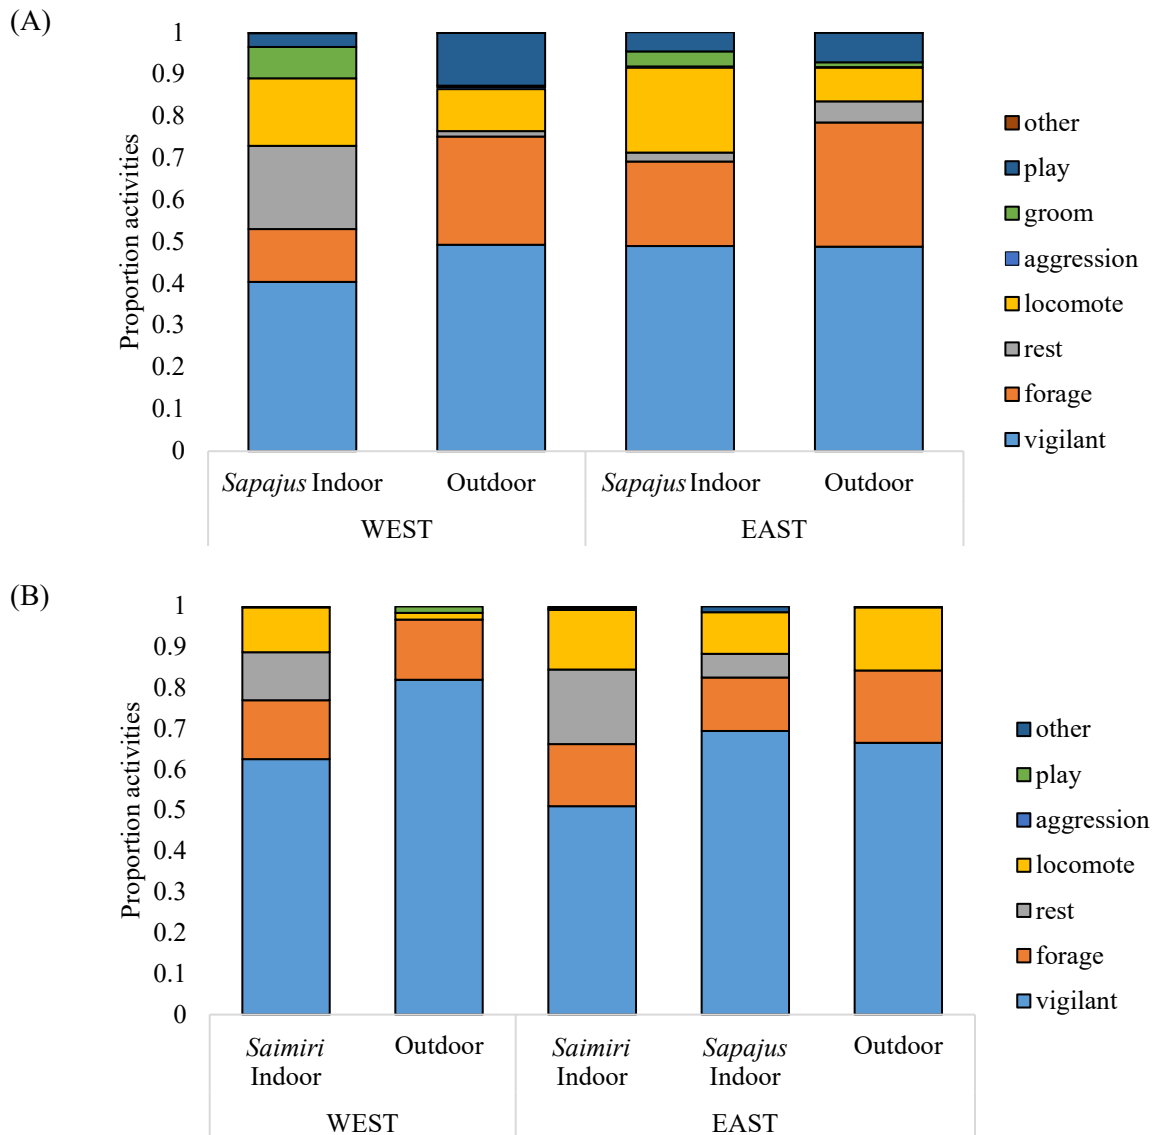 (A)
Proportion activities
1
0.9
0.8
0.7
0.6
0.5
0.4
0.3
0.2
0.1
0
Sapajus Indoor
Outdoor
Sapajus Indoor
Outdoor
WEST
EAST
other
play
groom
aggression
locomote
rest
forage
vigilant
(B)
Proportion activities
1
0.9
0.8
0.7
0.6
0.5
0.4
0.3
0.2
0.1
0
Saimiri
Indoor
Outdoor
Saimiri
Indoor
Sapajus
Indoor
Outdoor
WEST
EAST
other
play
aggression
locomote
rest
forage
vigilant